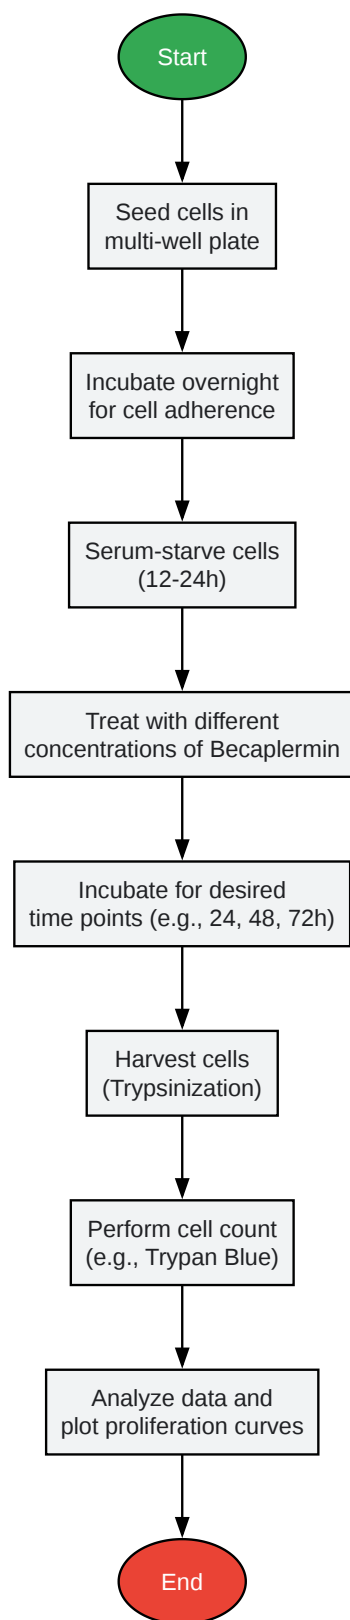 Start
Seed cells in
multi-well plate
Incubate overnight
for cell adherence
Serum-starve cells
(12-24h)
Treat with different
concentrations of Becaplermin
Incubate for desired
time points (e.g., 24, 48, 72h)
Harvest cells
(Trypsinization)
Perform cell count
(e.g., Trypan Blue)
Analyze data and
plot proliferation curves
End